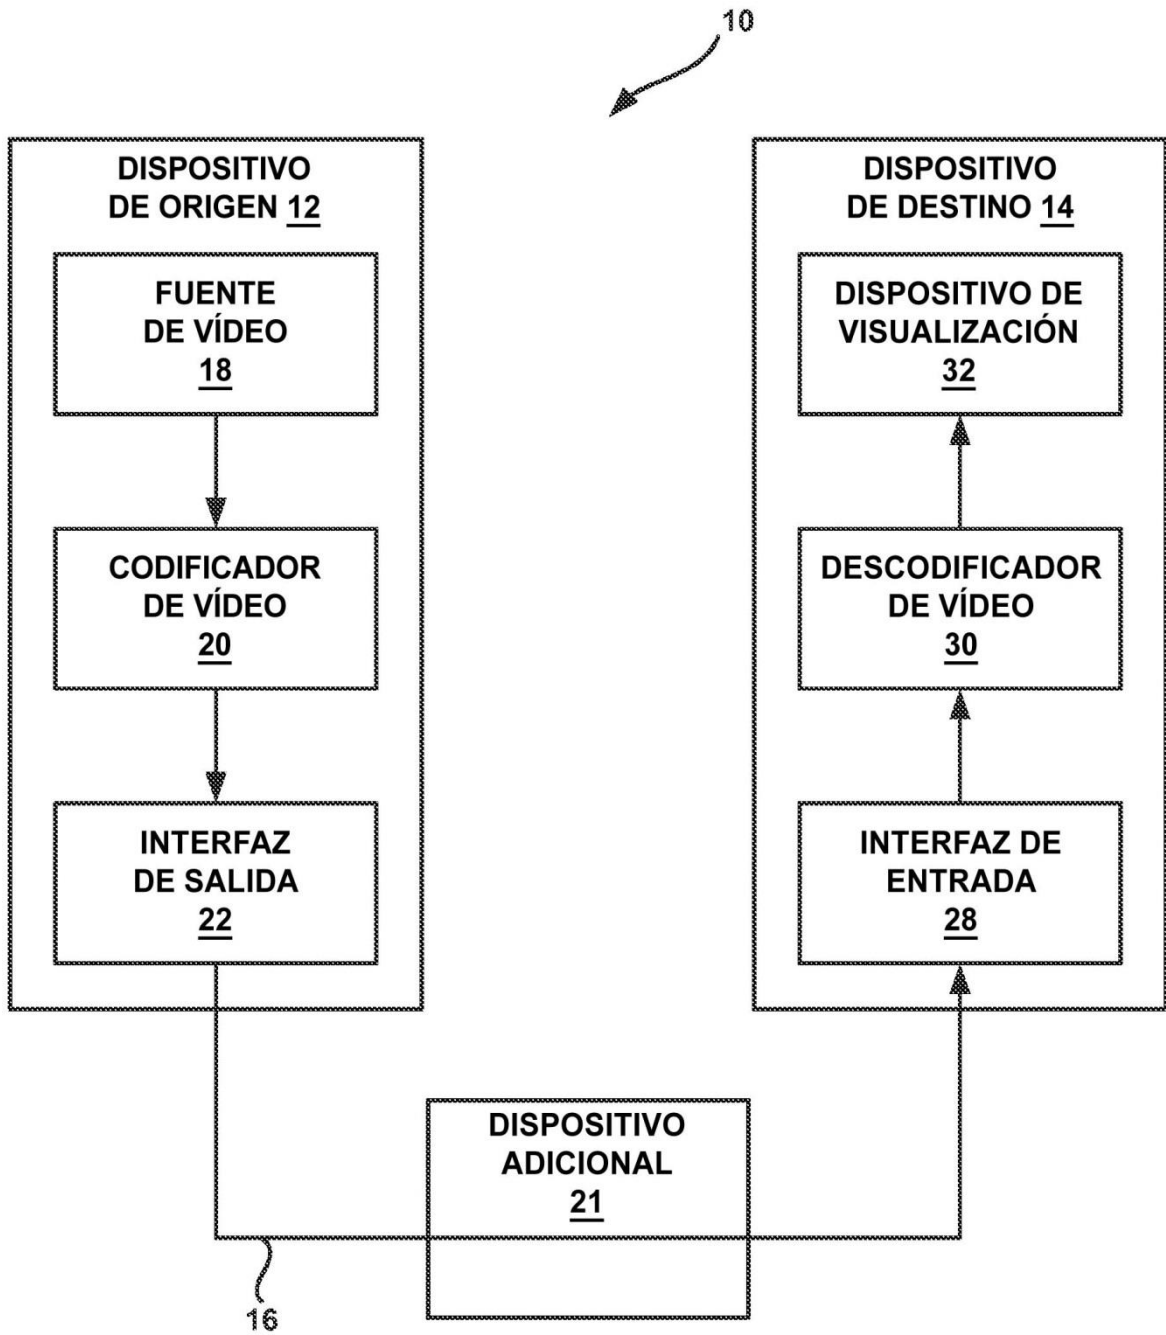 10
DISPOSITIVO
DE ORIGEN 12
FUENTE
DE VÍDEO
18
CODIFICADOR
DE VÍDEO
20
INTERFAZ
DE SALIDA
22
DISPOSITIVO
DE DESTINO 14
DISPOSITIVO DE
VISUALIZACIÓN
32
DESCODIFICADOR
DE VÍDEO
30
INTERFAZ DE
ENTRADA
28
DISPOSITIVO
ADICIONAL
21
16